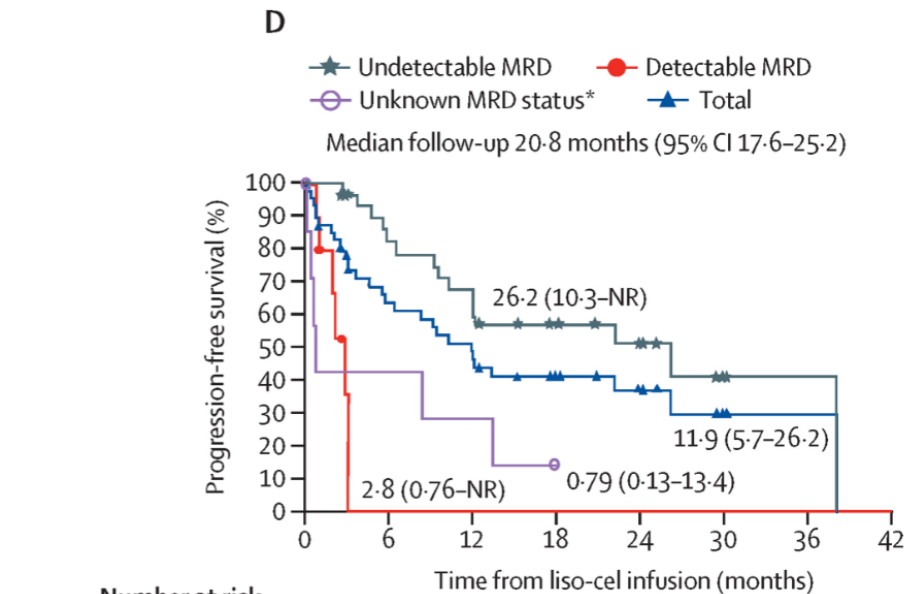 D
Undetectable MRD
Detectable MRD
Unknown MRD status*
Total
Median follow-up 20·8 months (95% CI 17·6–25·2)
Progression-free survival (%)
100
90
80
70
60
50
40
30
20
10
0
26·2 (10·3–NR)
11·9 (5·7–26·2)
0·79 (0·13–13·4)
2·8 (0·76–NR)
0 6 12 18 24 30 36 42
Time from liso-cel infusion (months)
Number at risk